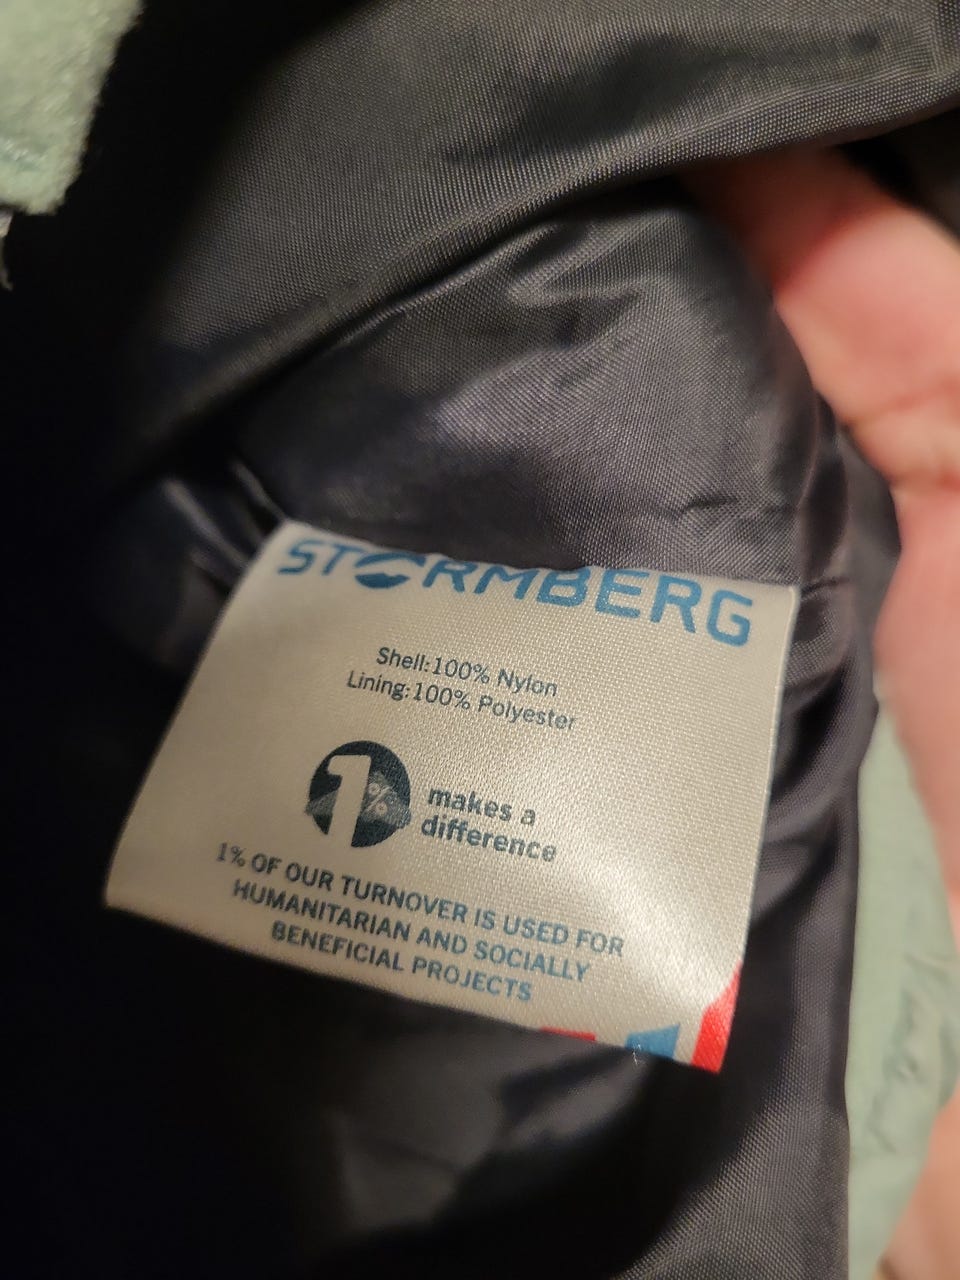 STORMBERG
Shell:100% Nylon
Lining:100% Polyester
1%
makes a
difference
1% OF OUR TURNOVER IS USED FOR
HUMANITARIAN AND SOCIALLY
BENEFICIAL PROJECTS